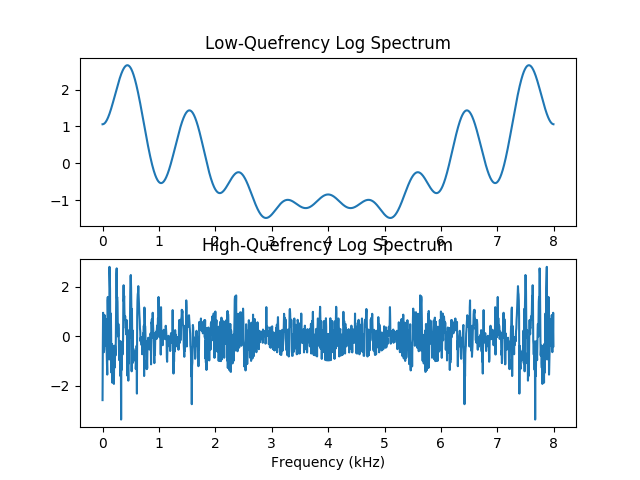 Low-Quefrency Log Spectrum
2
1
0
−1
0 1 2 3 4 5 6 7 8
High-Quefrency Log Spectrum
2
0
−2
0 1 2 3 4 5 6 7 8
Frequency (kHz)